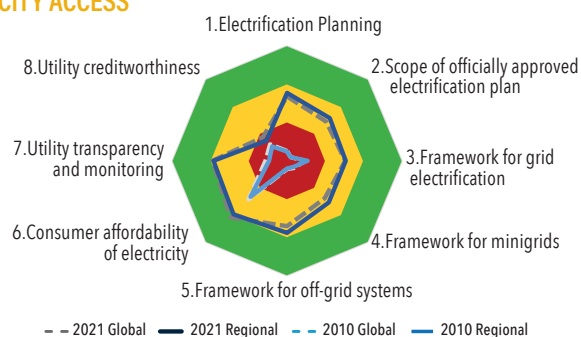 CITY ACCESS
1.Electrification Planning
8.Utility creditworthiness
2.Scope of officially approved
electrification plan
7.Utility transparency
and monitoring
3.Framework for grid
electrification
6.Consumer affordability
of electricity
4.Framework for minigrids
5.Framework for off-grid systems
2021 Global 2021 Regional 2010 Global 2010 Regional